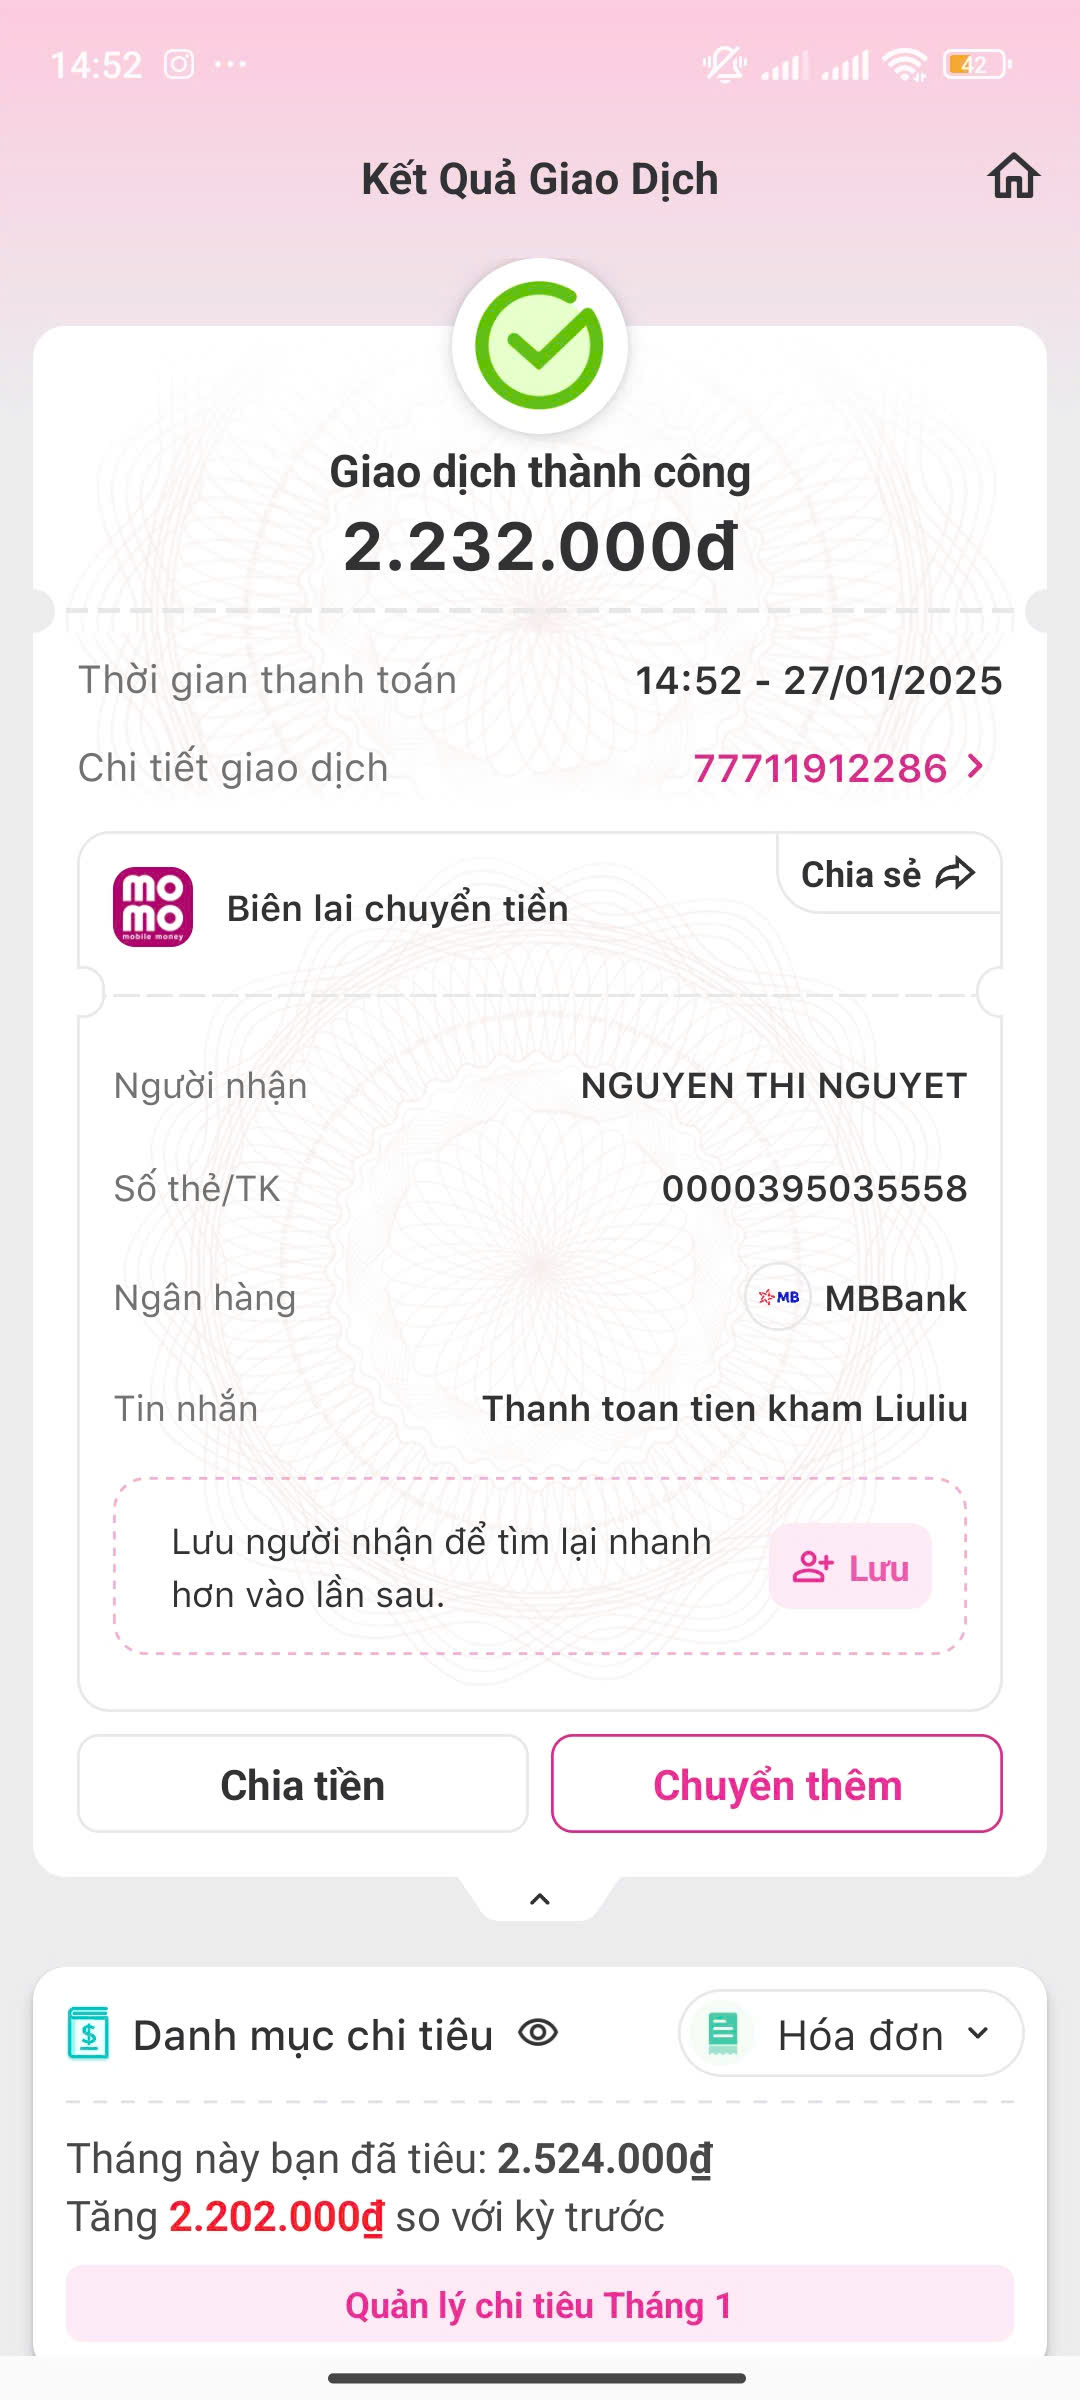 14:52
42
Kết Quả Giao Dịch
Giao dịch thành công
2.232.000đ
Thời gian thanh toán 14:52 - 27/01/2025
Chi tiết giao dịch 77711912286
Chia sẻ
mo
mo
mobile money
Biên lai chuyển tiền
Người nhận NGUYEN THI NGUYET
Số thẻ/TK 0000395035558
Ngân hàng MB MBBank
Tin nhắn Thanh toan tien kham Liuliu
Lưu người nhận để tìm lại nhanh
hơn vào lần sau.
Lưu
Chia tiền Chuyển thêm
Danh mục chi tiêu Hóa đơn
Tháng này bạn đã tiêu: 2.524.000₫
Tăng 2.202.000₫ so với kỳ trước
Quản lý chi tiêu Tháng 1